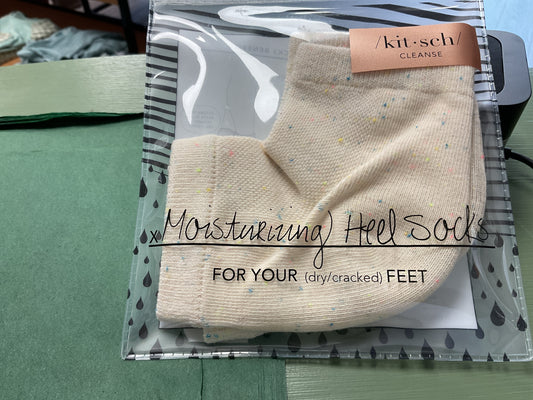 /kit•sch/
CLEANSE
x Moisturizing Heel Socks
FOR YOUR (dry/cracked) FEET